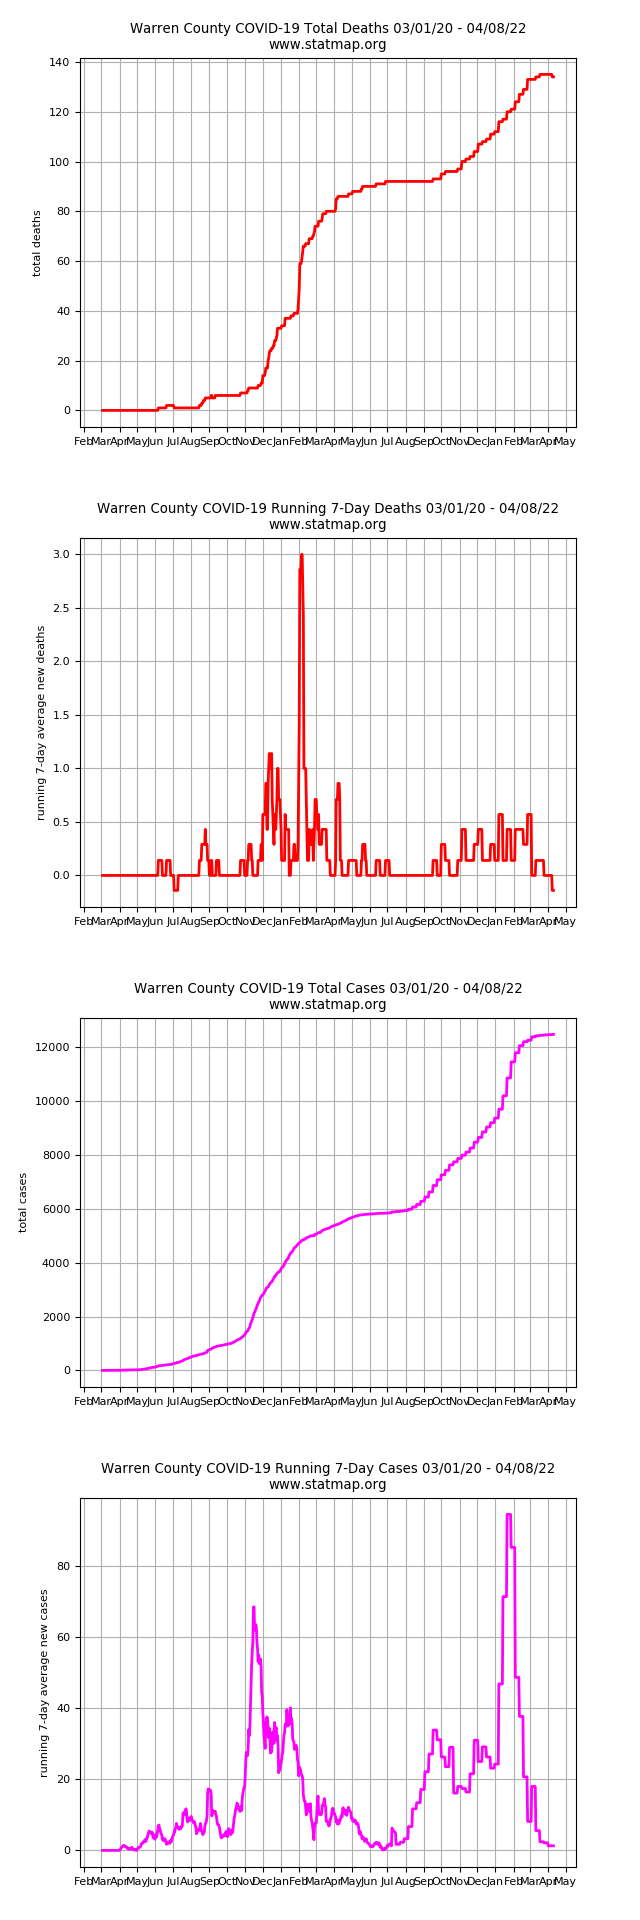 Warren County COVID-19 Total Deaths 03/01/20 - 04/08/22
www.statmap.org
140
120
100
80
60
40
20
0
total deaths
Feb Mar Apr May Jun Jul Aug Sep Oct Nov Dec Jan Feb Mar Apr May Jun Jul Aug Sep Oct Nov Dec Jan Feb Mar Apr May
Warren County COVID-19 Running 7-Day Deaths 03/01/20 - 04/08/22
www.statmap.org
3.0
2.5
2.0
1.5
1.0
0.5
0.0
running 7-day average new deaths
Feb Mar Apr May Jun Jul Aug Sep Oct Nov Dec Jan Feb Mar Apr May Jun Jul Aug Sep Oct Nov Dec Jan Feb Mar Apr May
Warren County COVID-19 Total Cases 03/01/20 - 04/08/22
www.statmap.org
12000
10000
8000
6000
4000
2000
0
total cases
Feb Mar Apr May Jun Jul Aug Sep Oct Nov Dec Jan Feb Mar Apr May Jun Jul Aug Sep Oct Nov Dec Jan Feb Mar Apr May
Warren County COVID-19 Running 7-Day Cases 03/01/20 - 04/08/22
www.statmap.org
80
60
40
20
0
running 7-day average new cases
Feb Mar Apr May Jun Jul Aug Sep Oct Nov Dec Jan Feb Mar Apr May Jun Jul Aug Sep Oct Nov Dec Jan Feb Mar Apr May